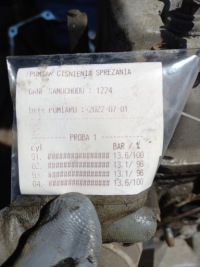 POMIAR CISNIENIA SPREZANIA
DANE SAMOCHODU : 1224
DATA POMIARU : 2022-07-01
PROBA 1
cyl BAR / %
01. ################ 13.6/100
02. ################ 13.1/ 96
03. ################ 13.1/ 96
04. ################ 13.6/100